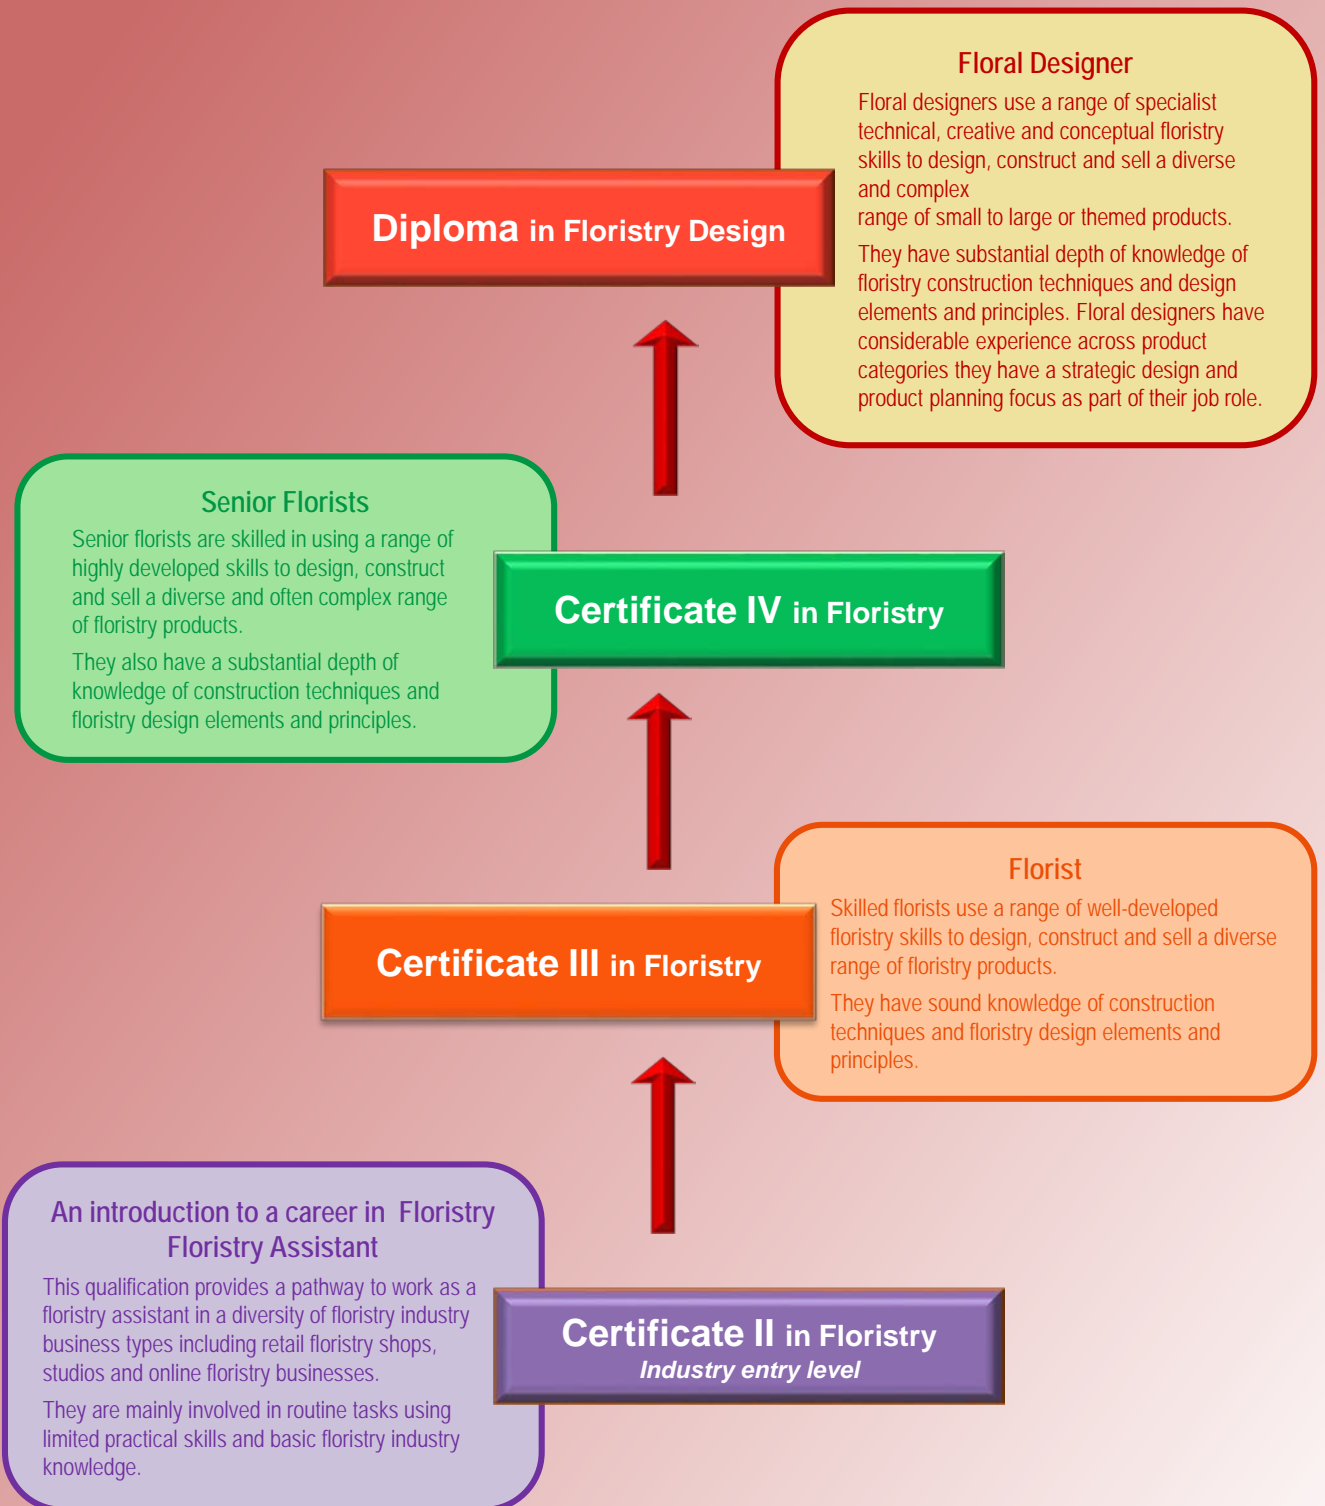 Floral Designer
Floral designers use a range of specialist
technical, creative and conceptual floristry
skills to design, construct and sell a diverse
and complex
range of small to large or themed products.
They have substantial depth of knowledge of
floristry construction techniques and design
elements and principles. Floral designers have
considerable experience across product
categories they have a strategic design and
product planning focus as part of their job role.
Diploma in Floristry Design
Senior Florists
Senior florists are skilled in using a range of
highly developed skills to design, construct
and sell a diverse and often complex range
of floristry products.
They also have a substantial depth of
knowledge of construction techniques and
floristry design elements and principles.
Certificate IV in Floristry
Florist
Skilled florists use a range of well-developed
floristry skills to design, construct and sell a diverse
range of floristry products.
They have sound knowledge of construction
techniques and floristry design elements and
principles.
Certificate III in Floristry
An introduction to a career in Floristry
Floristry Assistant
This qualification provides a pathway to work as a
floristry assistant in a diversity of floristry industry
business types including retail floristry shops,
studios and online floristry businesses.
They are mainly involved in routine tasks using
limited practical skills and basic floristry industry
knowledge.
Certificate II in Floristry
Industry entry level